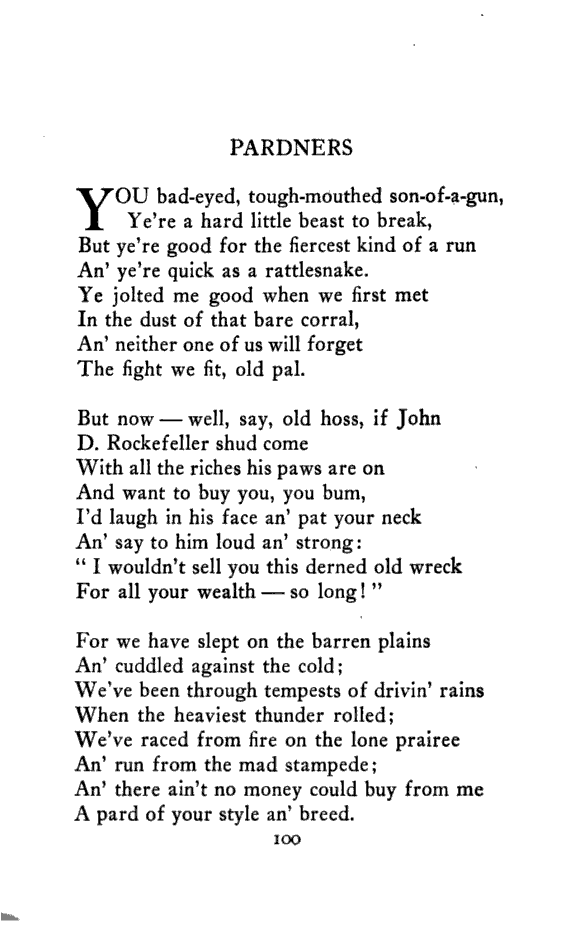 PARDNERS
YOU bad-eyed, tough-mouthed son-of-a-gun,
Ye're a hard little beast to break,
But ye're good for the fiercest kind of a run
An' ye're quick as a rattlesnake.
Ye jolted me good when we first met
In the dust of that bare corral,
An' neither one of us will forget
The fight we fit, old pal.
But now — well, say, old hoss, if John
D. Rockefeller shud come
With all the riches his paws are on
And want to buy you, you bum,
I'd laugh in his face an' pat your neck
An' say to him loud an' strong:
“ I wouldn't sell you this derned old wreck
For all your wealth — so long! ”
For we have slept on the barren plains
An' cuddled against the cold;
We've been through tempests of drivin' rains
When the heaviest thunder rolled;
We've raced from fire on the lone prairee
An' run from the mad stampede;
An' there ain't no money could buy from me
A pard of your style an' breed.
100